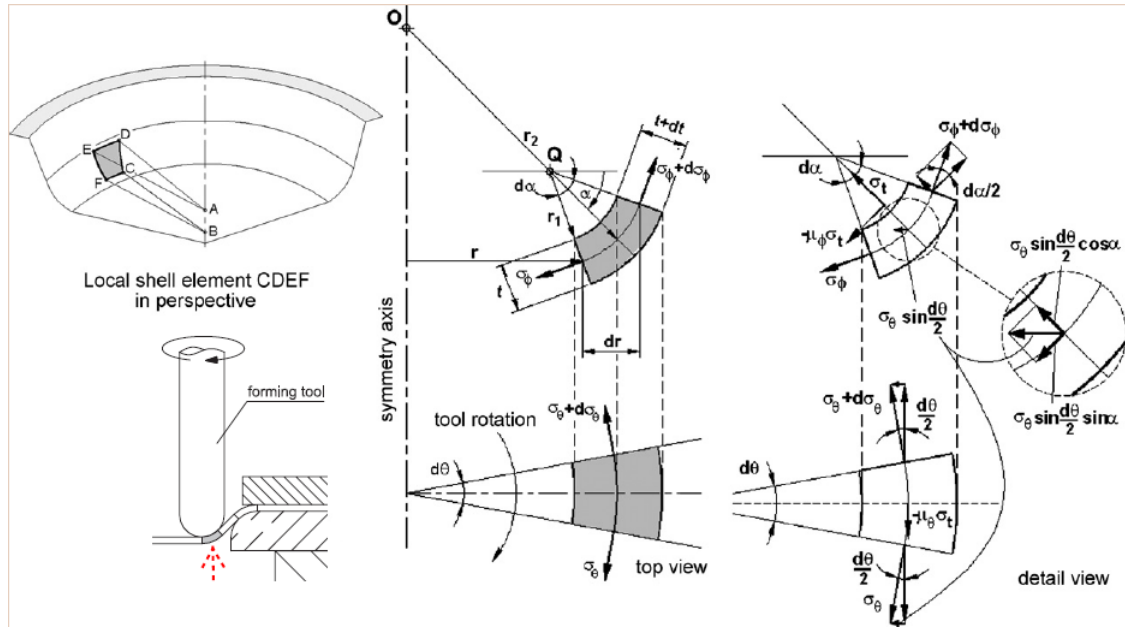 D
E
C
F
A
B
Local shell element CDEF
in perspective
forming tool
O
symmetry axis
r₂
Q
t+dt
σϕ+dσϕ
dα
α
r₁
r
σϕ
t
dr
tool rotation
σθ+dσθ
dθ
σθ
top view
σϕ+dσϕ
dα
σt
dα/2
-μϕσt
σϕ
σθ sin dθ/2 cosα
σθ sin dθ/2
σθ sin dθ/2 sinα
σθ+dσθ
dθ/2
dθ
-μθσt
dθ/2
σθ
detail view